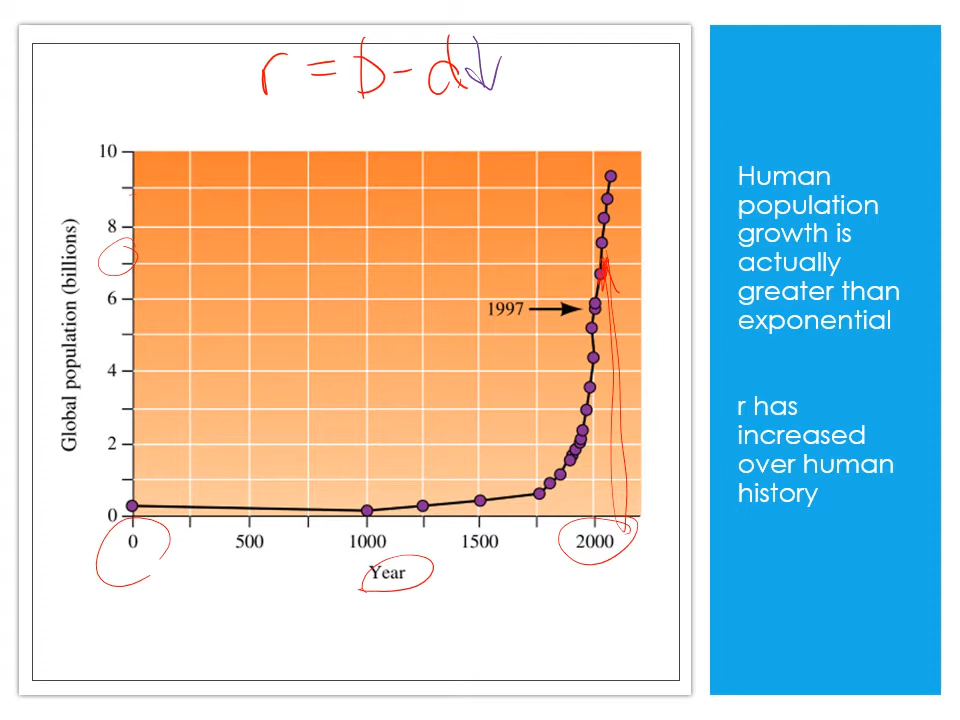 r = b - d↓
10
8
6
4
2
0
Global population (billions)
1997
0 500 1000 1500 2000
Year
Human
population
growth is
actually
greater than
exponential
r has
increased
over human
history